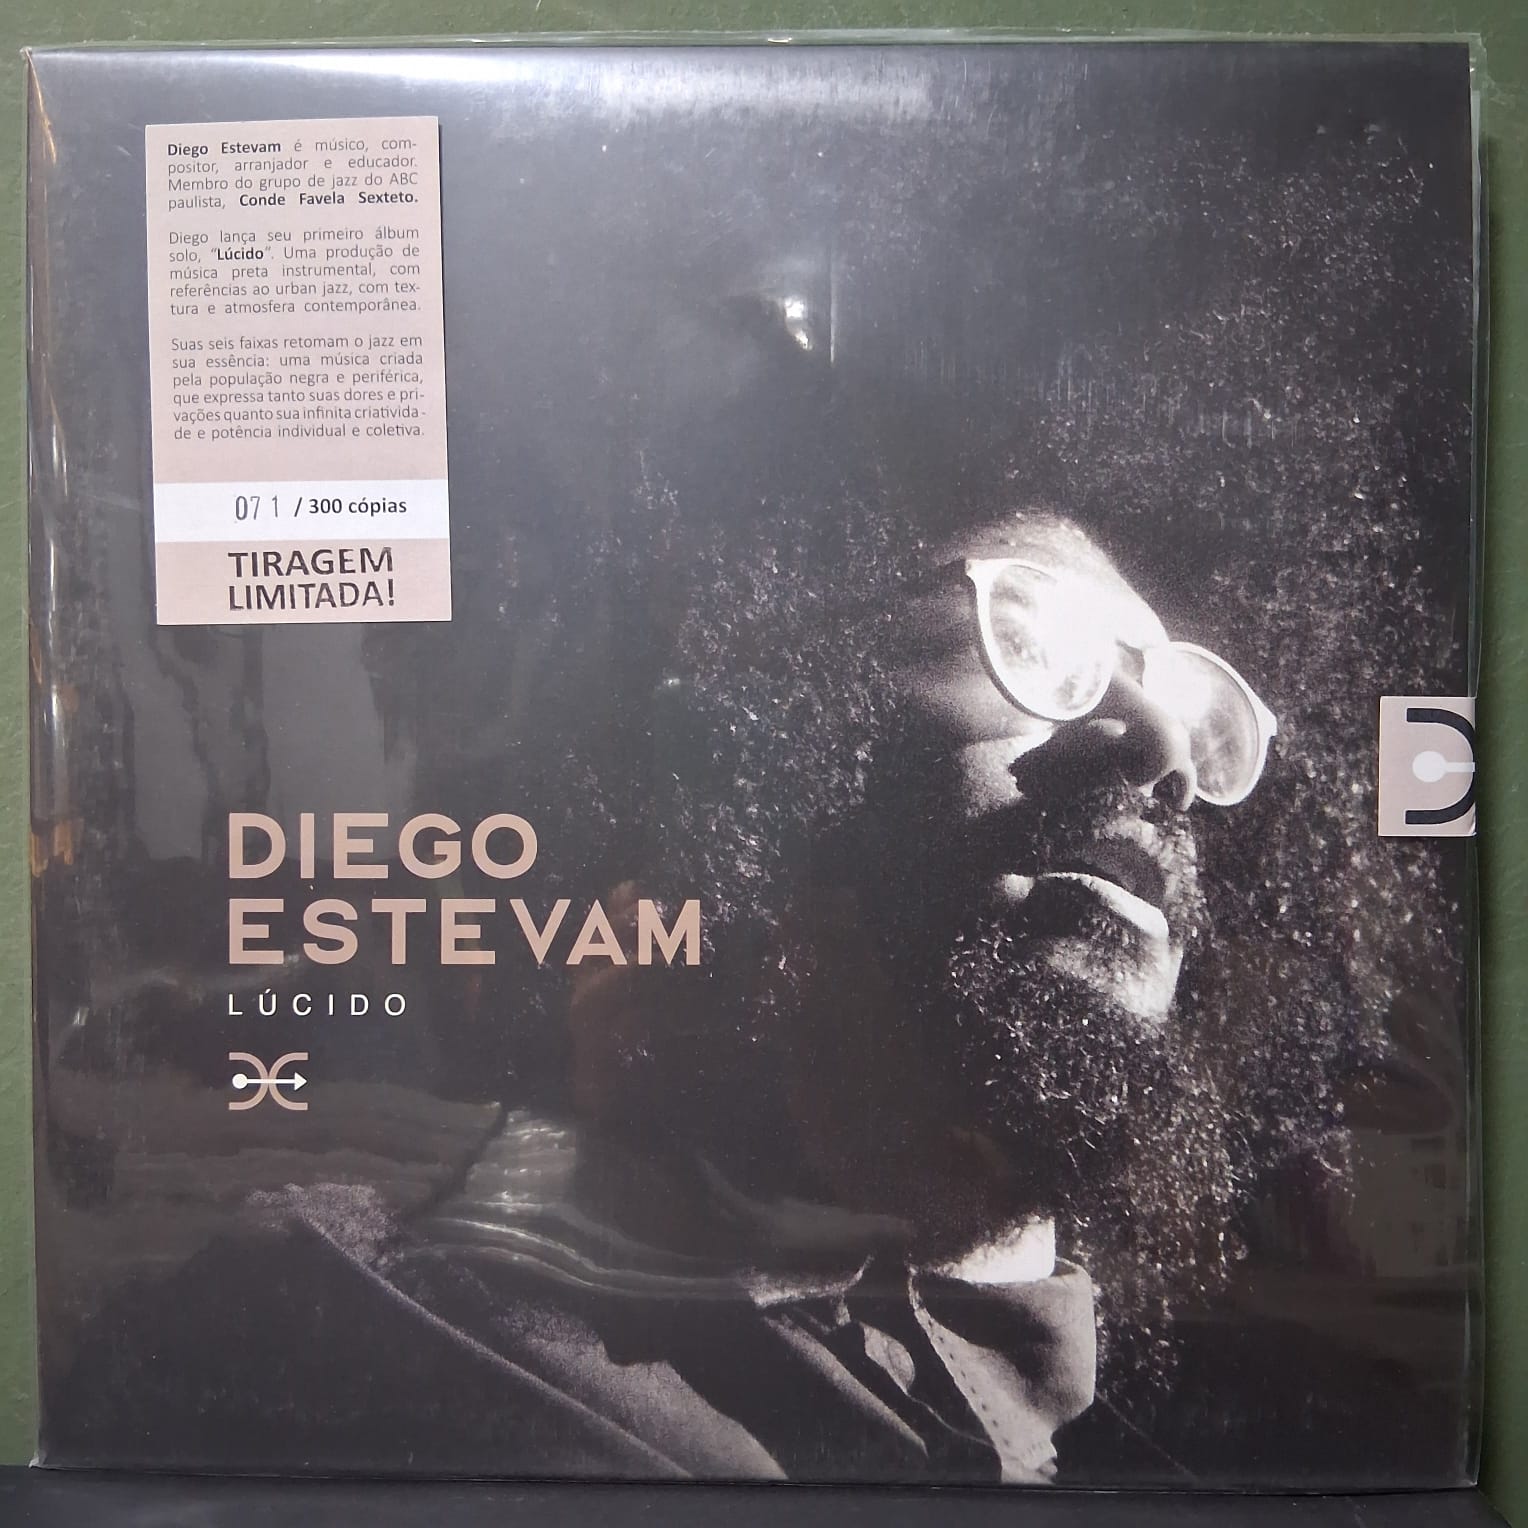 Diego Estevam é músico, com-
positor, arranjador e educador.
Membro do grupo de jazz do ABC
paulista, Conde Favela Sexteto.
Diego lança seu primeiro álbum
solo, “Lúcido”. Uma produção de
música preta instrumental, com
referências ao urban jazz, com tex-
tura e atmosfera contemporânea.
Suas seis faixas retomam o jazz em
sua essência: uma música criada
pela população negra e periférica,
que expressa tanto suas dores e pri-
vações quanto sua infinita criativida-
de e potência individual e coletiva.
071 / 300 cópias
TIRAGEM
LIMITADA!
DIEGO
ESTEVAM
LÚCIDO